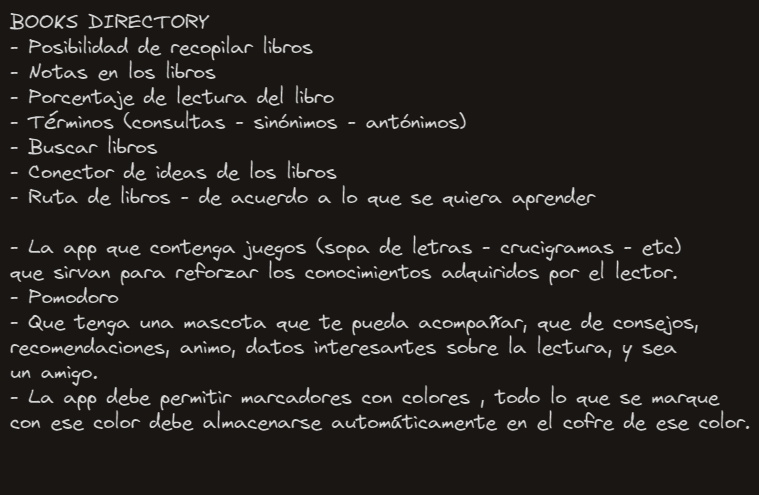 BOOKS DIRECTORY
- Posibilidad de recopilar libros
- Notas en los libros
- Porcentaje de lectura del libro
- Términos (consultas - sinónimos - antónimos)
- Buscar libros
- Conector de ideas de los libros
- Ruta de libros - de acuerdo a lo que se quiera aprender
- La app que contenga juegos (sopa de letras - crucigramas - etc)
que sirvan para reforzar los conocimientos adquiridos por el lector.
- Pomodoro
- Que tenga una mascota que te pueda acompañar, que de consejos,
recomendaciones, animo, datos interesantes sobre la lectura, y sea
un amigo.
- La app debe permitir marcadores con colores , todo lo que se marque
con ese color debe almacenarse automáticamente en el cofre de ese color.